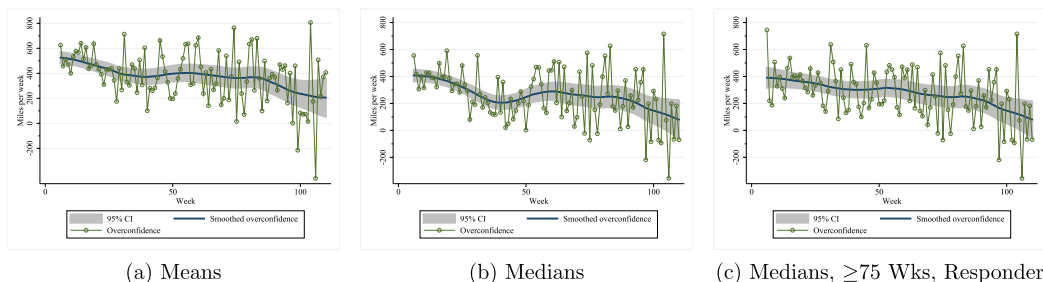 800
600
400
200
0
-200
Miles per week
0
50
100
Week
95% CI
Smoothed overconfidence
Overconfidence
(a) Means
800
600
400
200
0
-200
Miles per week
0
50
100
Week
95% CI
Smoothed overconfidence
Overconfidence
(b) Medians
800
600
400
200
0
-200
Miles per week
0
50
100
Week
95% CI
Smoothed overconfidence
Overconfidence
(c) Medians, ≥75 Wks, Responder